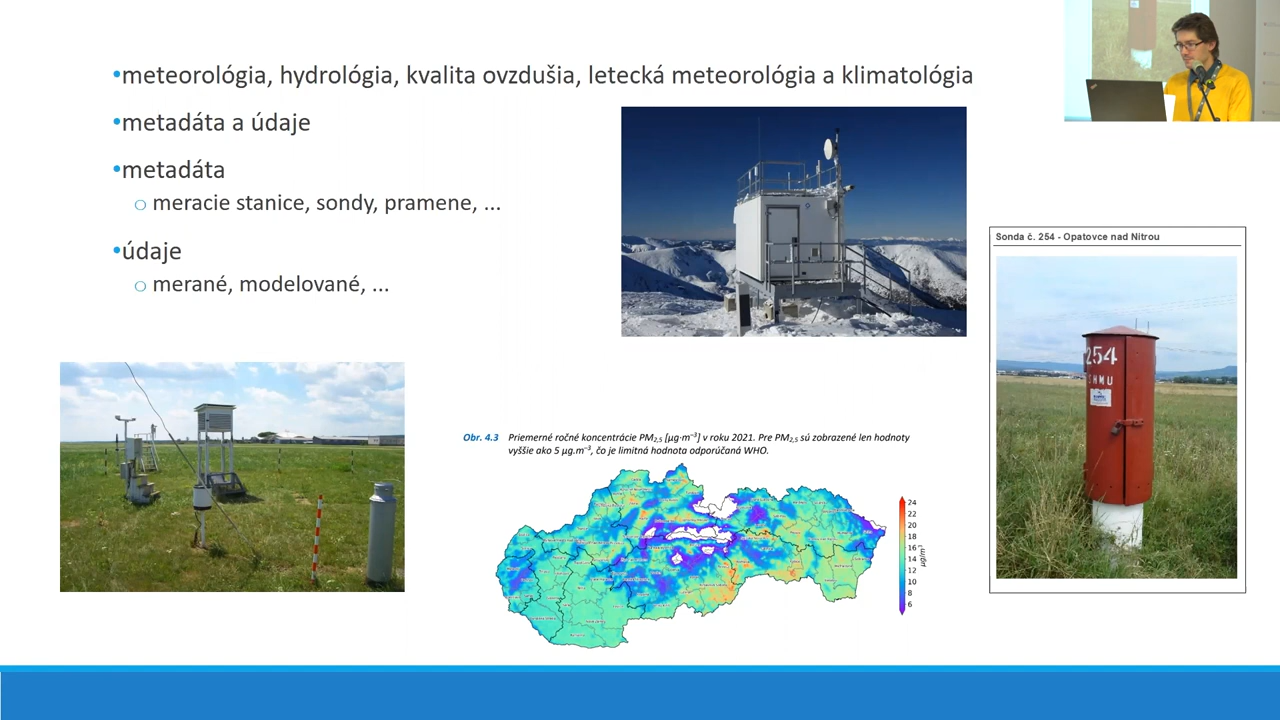 •meteorológia, hydrológia, kvalita ovzdušia, letecká meteorológia a klimatológia
•metadáta a údaje
•metadáta
○ meracie stanice, sondy, pramene, ...
•údaje
○ merané, modelované, ...
Sonda č. 254 - Opatovce nad Nitrou
254
SHMU
Obr. 4.3 Priemerné ročné koncentrácie PM2,5 [µg·m⁻³] v roku 2021. Pre PM2,5 sú zobrazené len hodnoty
vyššie ako 5 µg.m⁻³, čo je limitná hodnota odporúčaná WHO.
24
22
20
18
16
14
12
10
8
6
µg/m³